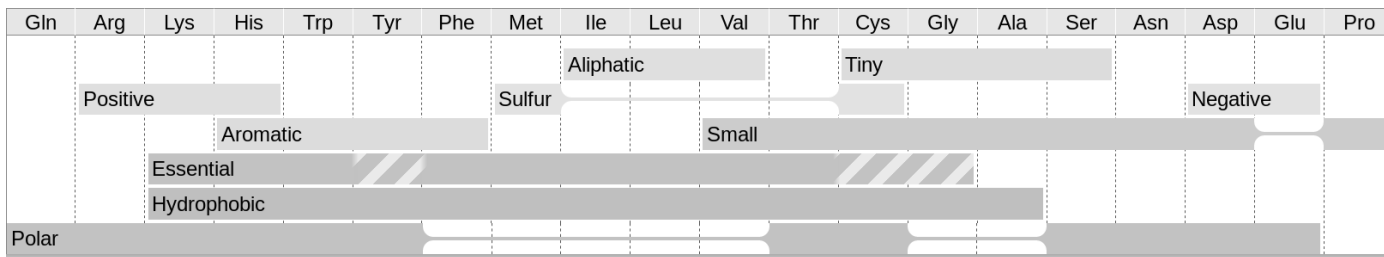 Gln Arg Lys His Trp Tyr Phe Met Ile Leu Val Thr Cys Gly Ala Ser Asn Asp Glu Pro
Aliphatic Tiny
Positive Sulfur Negative
Aromatic Small
Essential
Hydrophobic
Polar